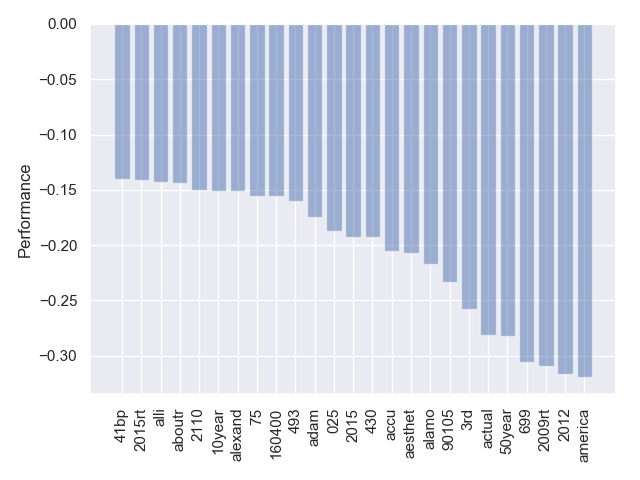 0.00
−0.05
−0.10
−0.15
−0.20
−0.25
−0.30
Performance
41bp
2015rt
alli
aboutr
2110
10year
alexand
75
160400
493
adam
025
2015
430
accu
aesthet
alamo
90105
3rd
actual
50year
699
2009rt
2012
america